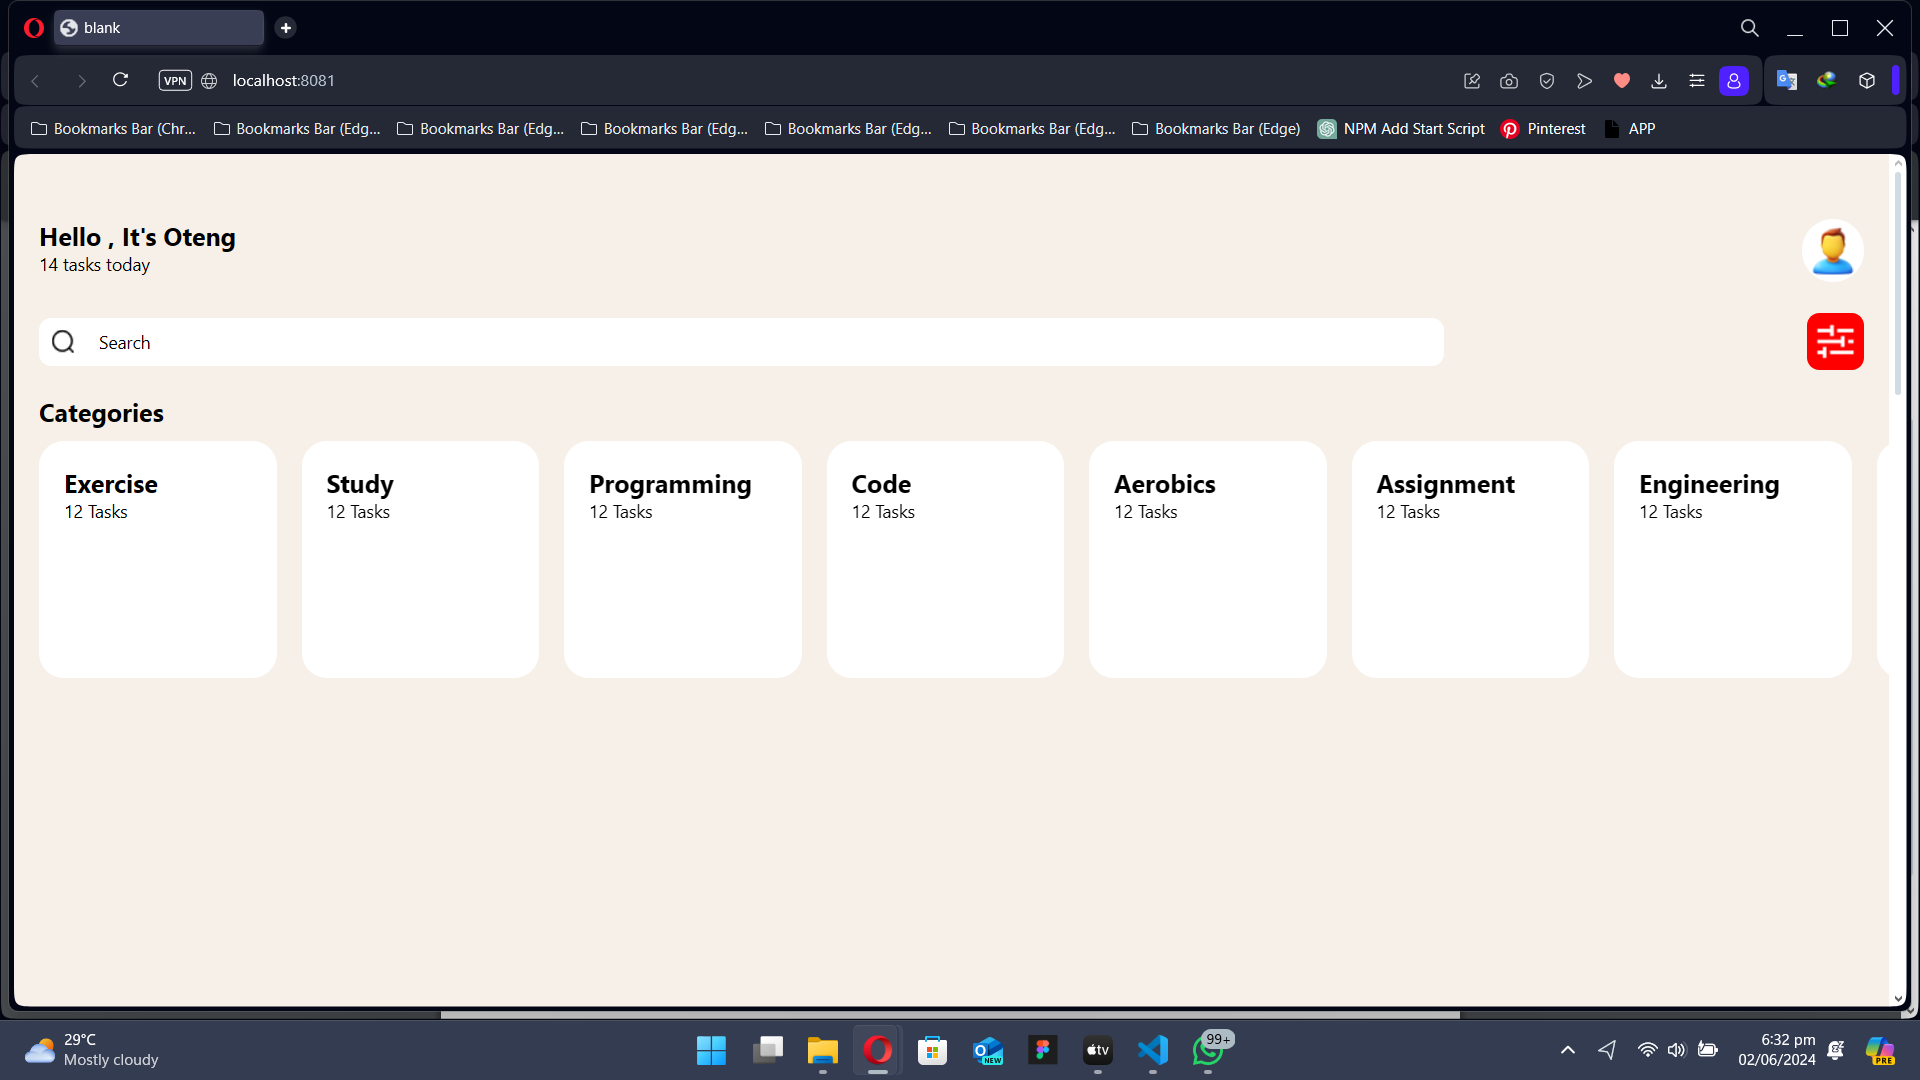 blank
VPN
localhost:8081
Bookmarks Bar (Chr...
Bookmarks Bar (Edg...
Bookmarks Bar (Edg...
Bookmarks Bar (Edg...
Bookmarks Bar (Edg...
Bookmarks Bar (Edg...
Bookmarks Bar (Edge)
NPM Add Start Script
Pinterest
APP
Hello , It's Oteng
14 tasks today
Search
Categories
Exercise
12 Tasks
Study
12 Tasks
Programming
12 Tasks
Code
12 Tasks
Aerobics
12 Tasks
Assignment
12 Tasks
Engineering
12 Tasks
29°C
Mostly cloudy
NEW
tv
99+
6:32 pm
02/06/2024
PRE